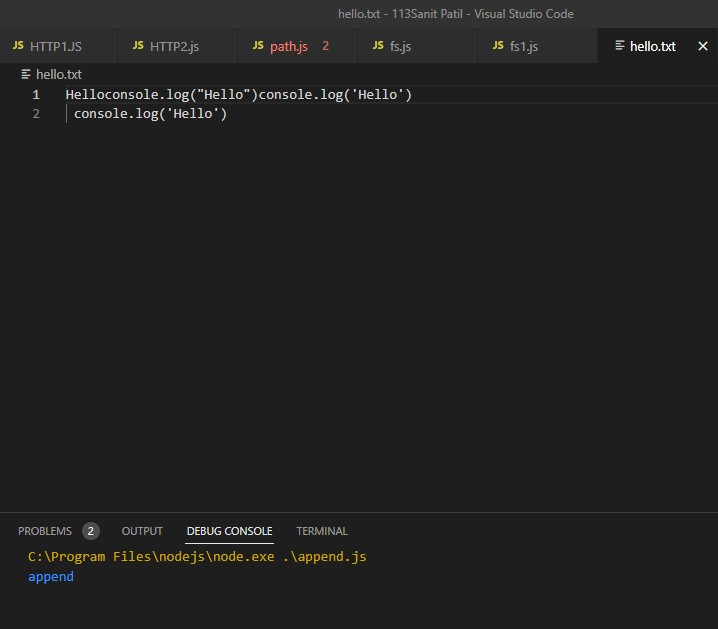 hello.txt - 113Sanit Patil - Visual Studio Code
JS HTTP1.JS JS HTTP2.js JS path.js 2 JS fs.js JS fs1.js hello.txt
hello.txt
1 Helloconsole.log("Hello")console.log('Hello')
2 console.log('Hello')
PROBLEMS 2 OUTPUT DEBUG CONSOLE TERMINAL
C:\Program Files\nodejs\node.exe .\append.js
append